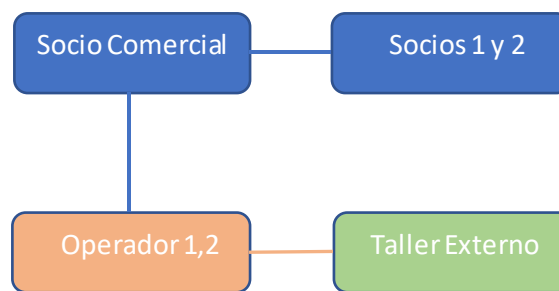 Socio Comercial
Socios 1 y 2
Operador 1,2
Taller Externo